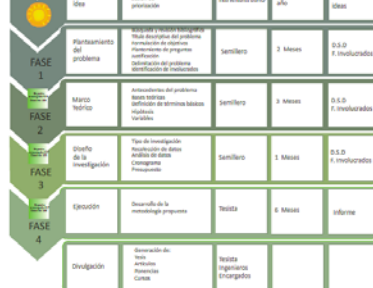 Idea
priorización
año
ideas
FASE
1
Planteamiento
del
problema
Búsqueda y revisión bibliográfica
Título descriptivo del problema
Formulación de objetivos
Planteamiento de preguntas
Justificación
Delimitación del problema
Identificación de involucrados
Semillero
2 Meses
D.S.D
F. Involucrados
FASE
2
Marco
Teórico
Antecedentes del problema
Bases teóricas
Definición de términos básicos
Hipótesis
Variables
Semillero
3 Meses
D.S.D
F. Involucrados
FASE
3
Diseño
de la
investigación
Tipo de investigación
Recolección de datos
Análisis de datos
Cronograma
Presupuesto
Semillero
1 Meses
D.S.D
F. Involucrados
FASE
4
Ejecución
Desarrollo de la
metodología propuesta
Tesista
6 Meses
Informe
Divulgación
Generación de:
Tesis
Artículos
Ponencias
Cursos
Tesista
Ingenieros
Encargados